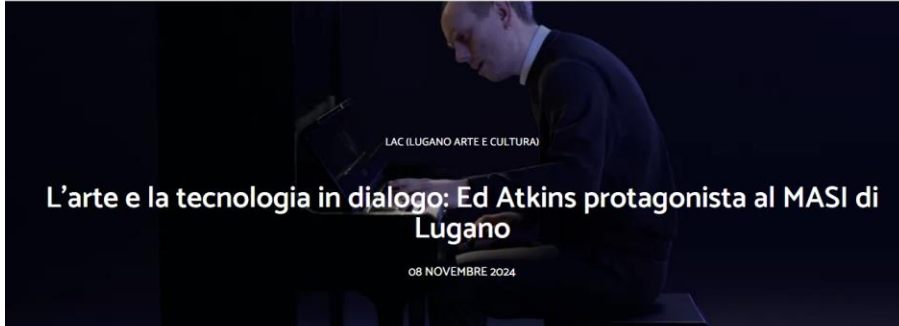 LAC (LUGANO ARTE E CULTURA)
L'arte e la tecnologia in dialogo: Ed Atkins protagonista al MASI di
Lugano
08 NOVEMBRE 2024